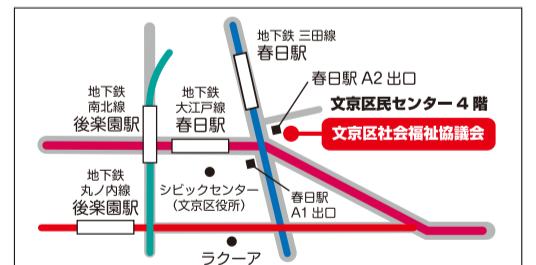 地下鉄 三田線
春日駅
春日駅 A2 出口
文京区民センター 4 階
文京区社会福祉協議会
地下鉄
南北線
後楽園駅
地下鉄
大江戸線
春日駅
地下鉄
丸ノ内線
後楽園駅
シビックセンター
(文京区役所)
春日駅
A1 出口
ラクーア